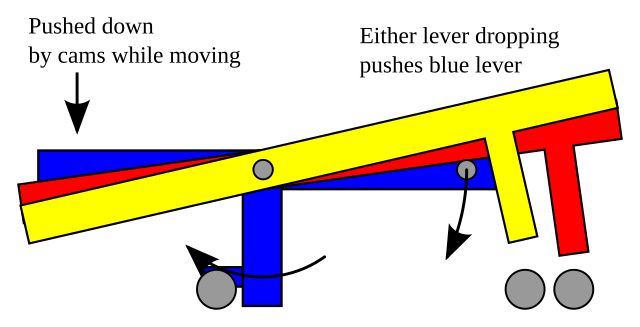 Pushed down
by cams while moving
Either lever dropping
pushes blue lever